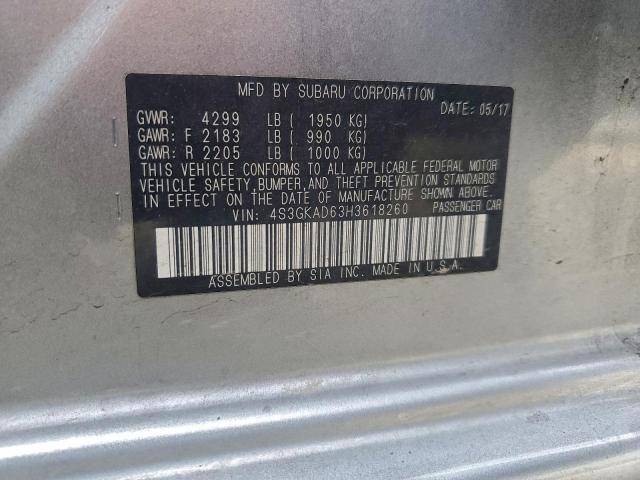 MFD BY SUBARU CORPORATION
DATE: 05/17
GVWR: 4299 LB ( 1950 KG)
GAWR: F 2183 LB ( 990 KG)
GAWR: R 2205 LB ( 1000 KG)
THIS VEHICLE CONFORMS TO ALL APPLICABLE FEDERAL MOTOR
VEHICLE SAFETY, BUMPER, AND THEFT PREVENTION STANDARDS
IN EFFECT ON THE DATE OF MANUFACTURE SHOWN ABOVE.
VIN: 4S3GKAD63H3618260 PASSENGER CAR
ASSEMBLED BY SIA INC. MADE IN U.S.A.